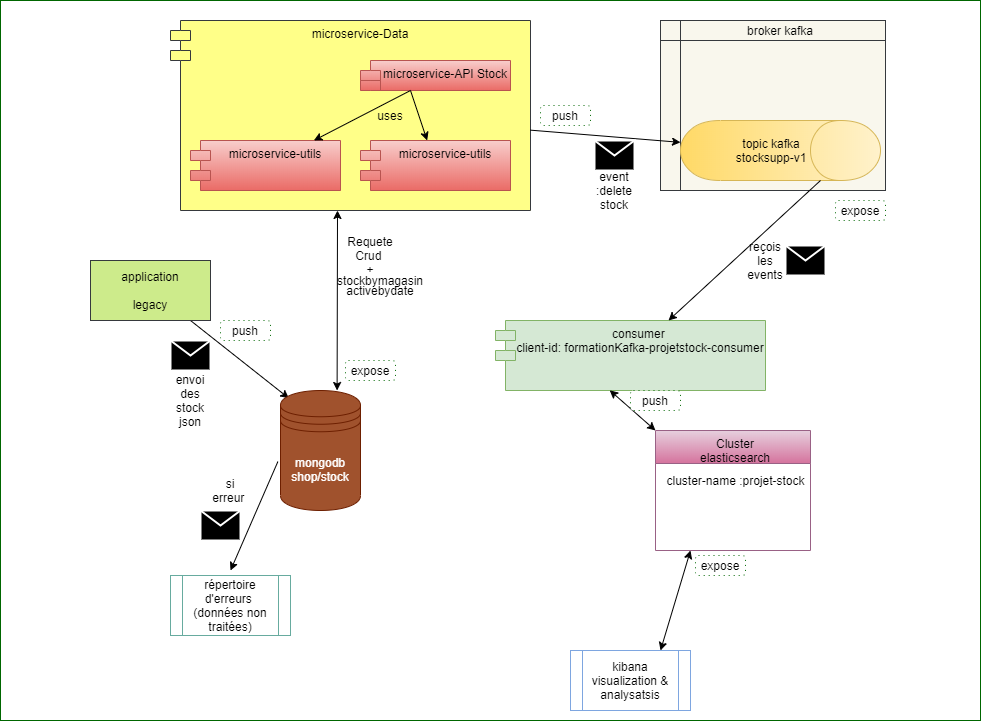 microservice-Data
broker kafka
microservice-API Stock
uses
push
microservice-utils
microservice-utils
topic kafka
stocksupp-v1
event
:delete
stock
expose
Requete
Crud
+
stockbymagasin
activebydate
reçois
les
events
application
legacy
push
consumer
client-id: formationKafka-projetstock-consumer
envoi
des
stock
json
expose
push
mongodb
shop/stock
Cluster
elasticsearch
cluster-name :projet-stock
si
erreur
expose
répertoire
d'erreurs
(données non
traitées)
kibana
visualization &
analysatsis